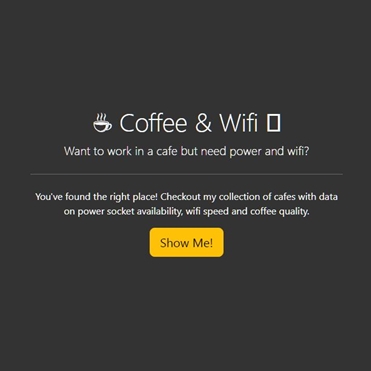 ☕ Coffee & Wifi
Want to work in a cafe but need power and wifi?
You've found the right place! Checkout my collection of cafes with data
on power socket availability, wifi speed and coffee quality.
Show Me!